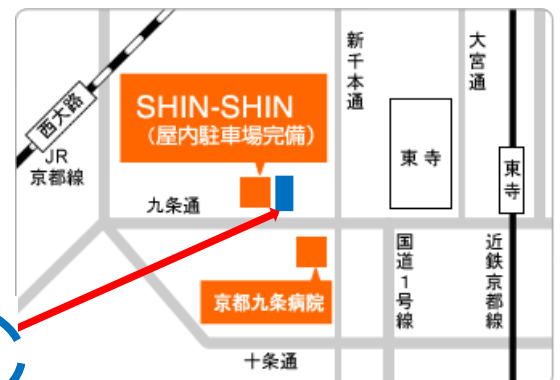 新千本通
大宮通
SHIN-SHIN
（屋内駐車場完備）
西大路
JR
京都線
東寺
東寺
九条通
国道1号線
近鉄京都線
京都九条病院
十条通